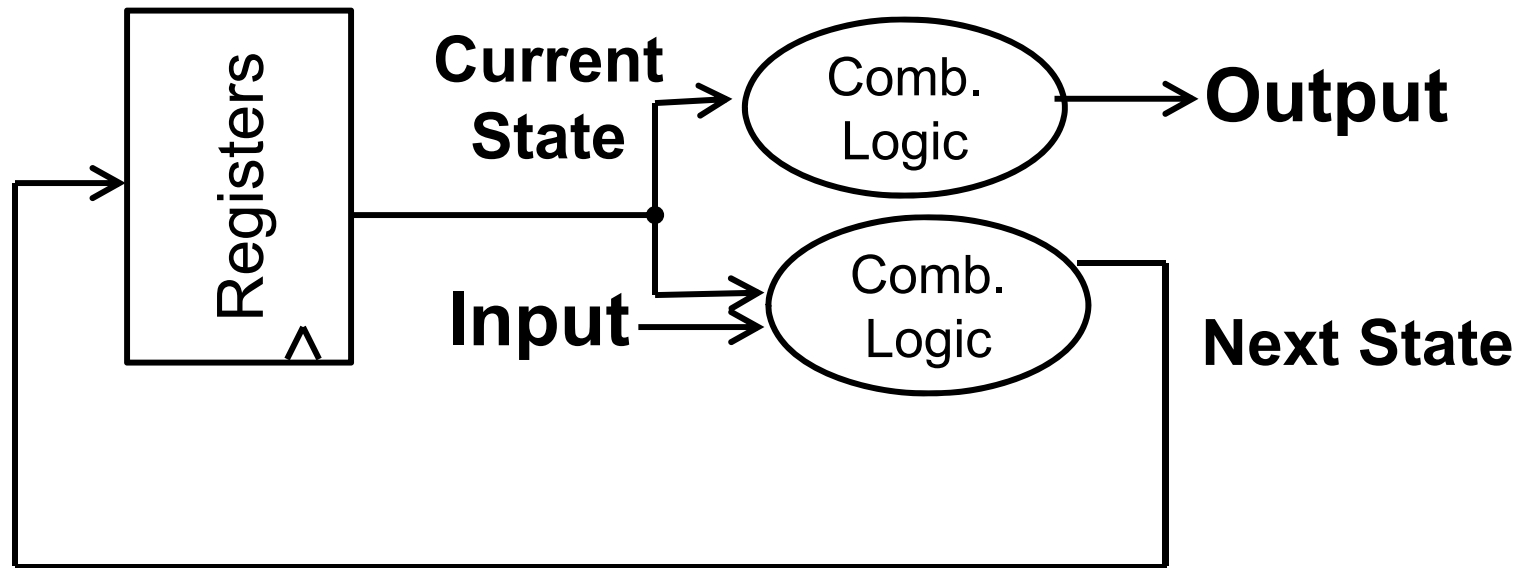 Registers
Current
State
Comb.
Logic
Output
Input
Comb.
Logic
Next State